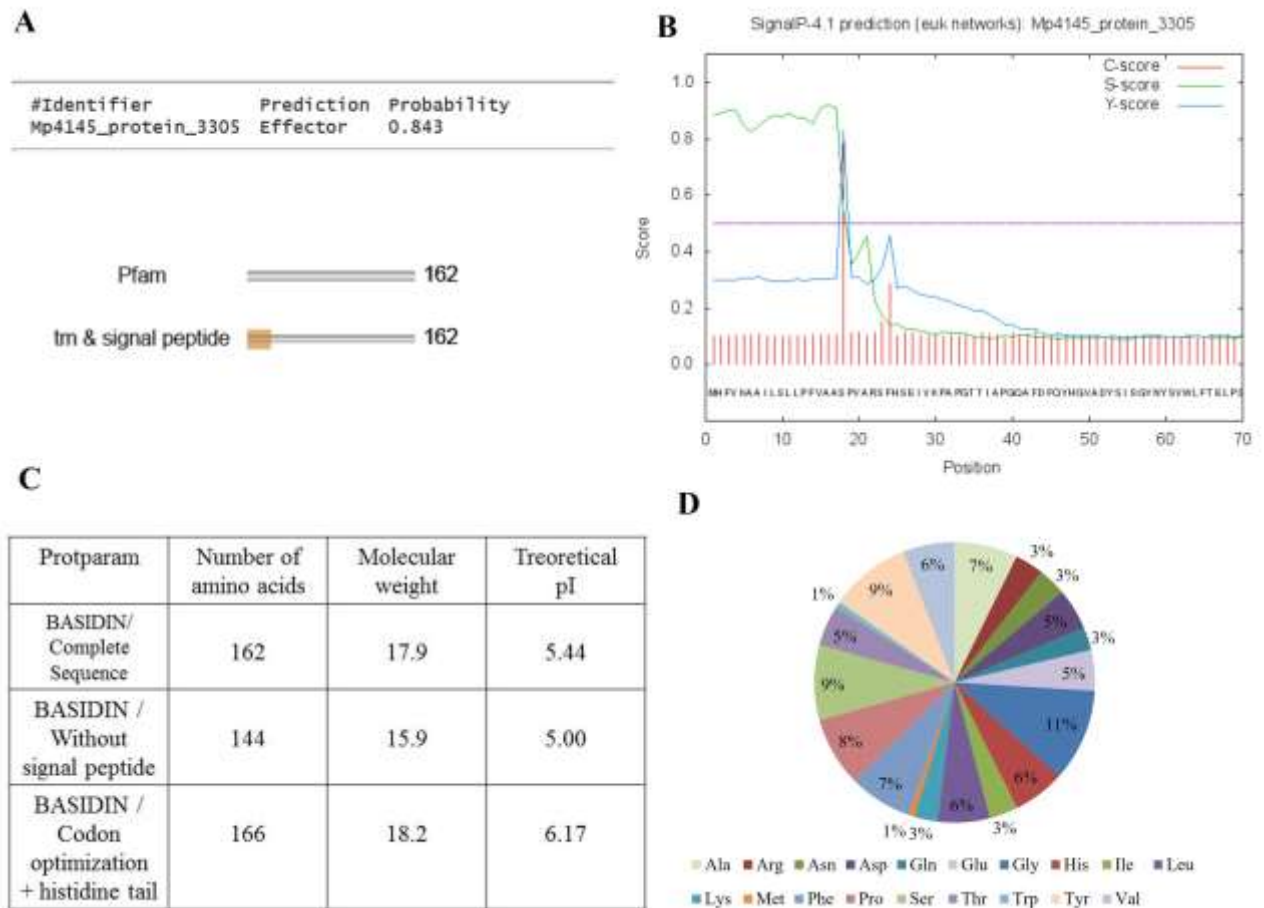 A
#Identifier Prediction Probability
Mp4145_protein_3305 Effector 0.843
Pfam 162
tm & signal peptide 162
B
SignalP-4.1 prediction (euk networks): Mp4145_protein_3305
C-score
S-score
Y-score
1.0
0.8
0.6
0.4
0.2
0.0
Score
0 10 20 30 40 50 60 70
Position
C
Protparam
Number of
amino acids
Molecular
weight
Treoretical
pI
BASIDIN/
Complete
Sequence
162
17.9
5.44
BASIDIN /
Without
signal peptide
144
15.9
5.00
BASIDIN /
Codon
optimization
+ histidine tail
166
18.2
6.17
D
7%
3%
3%
5%
3%
5%
11%
6%
3%
6%
3%
1%
7%
8%
9%
5%
1%
9%
6%
Ala Arg Asn Asp Gln Glu Gly His Ile Leu
Lys Met Phe Pro Ser Thr Trp Tyr Val